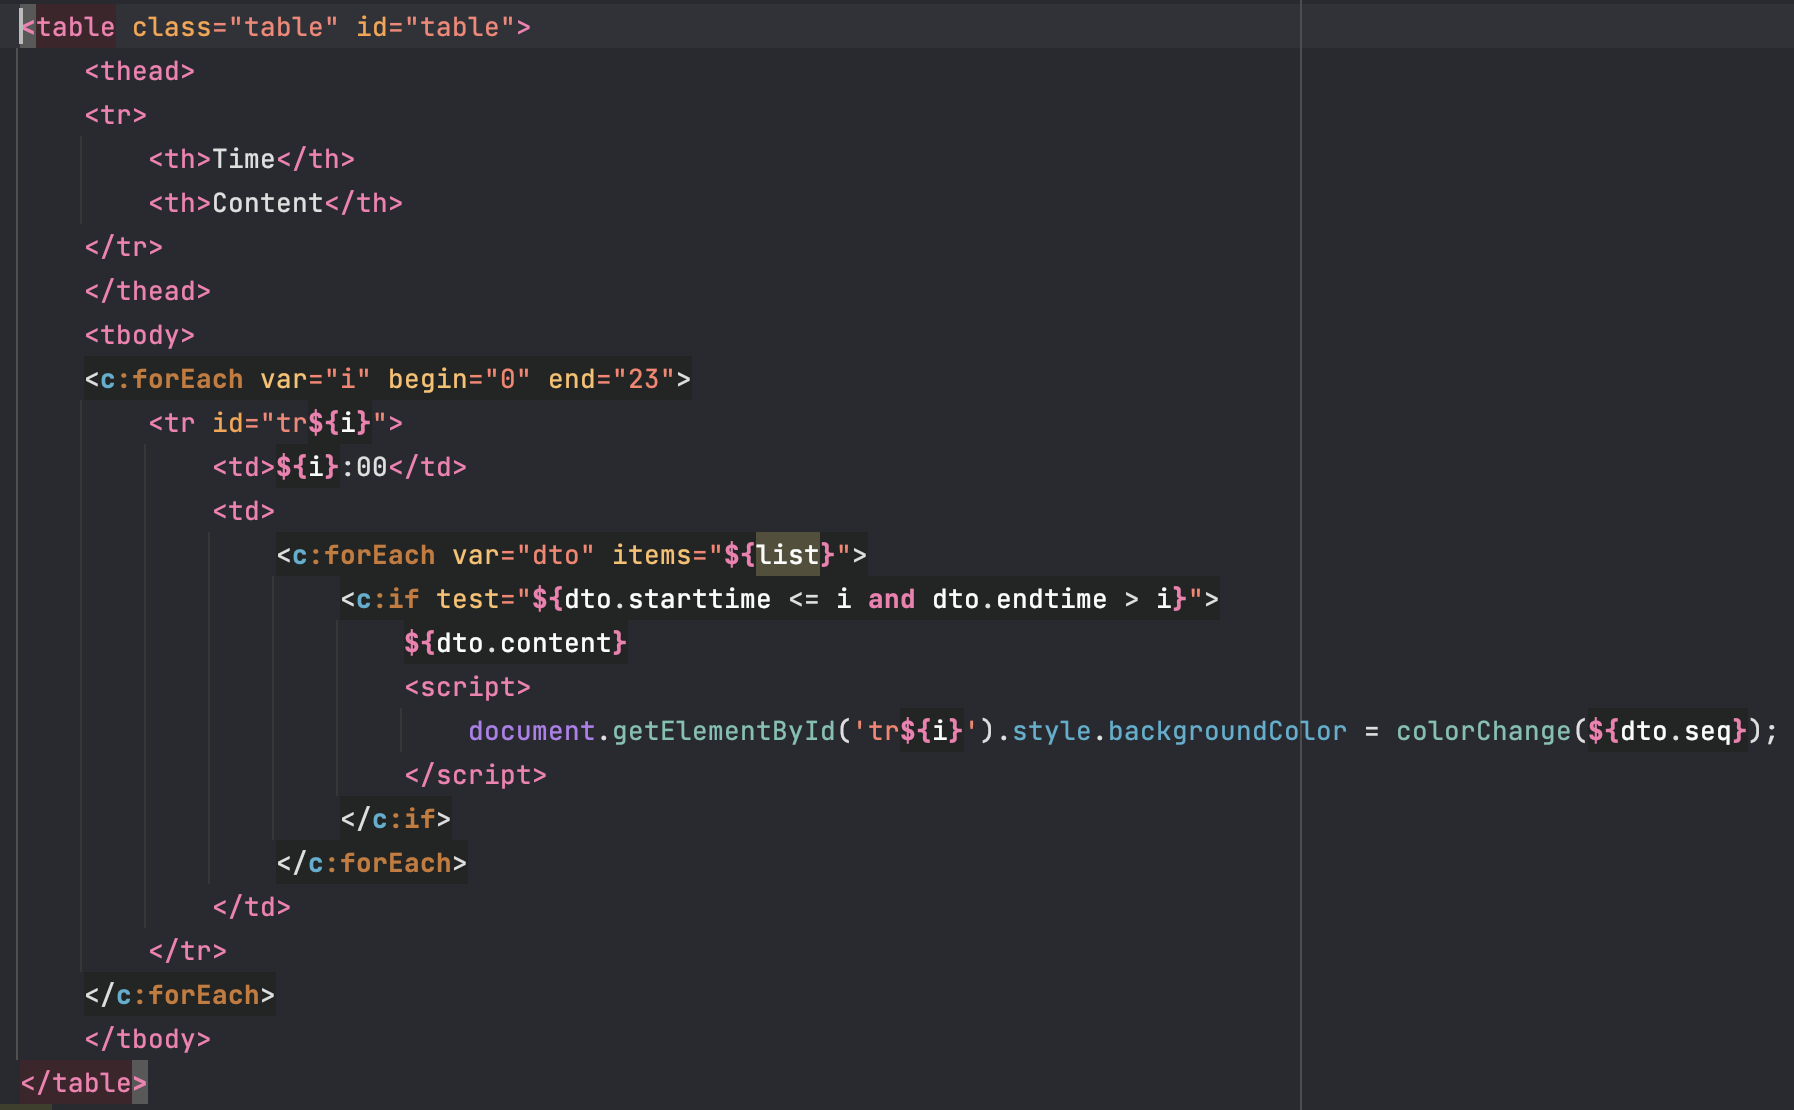 <table class="table" id="table">
    <thead>
    <tr>
        <th>Time</th>
        <th>Content</th>
    </tr>
    </thead>
    <tbody>
    <c:forEach var="i" begin="0" end="23">
        <tr id="tr${i}">
            <td>${i}:00</td>
            <td>
                <c:forEach var="dto" items="${list}">
                    <c:if test="${dto.starttime <= i and dto.endtime > i}">
                        ${dto.content}
                        <script>
                            document.getElementById('tr${i}').style.backgroundColor = colorChange(${dto.seq});
                        </script>
                    </c:if>
                </c:forEach>
            </td>
        </tr>
    </c:forEach>
    </tbody>
</table>